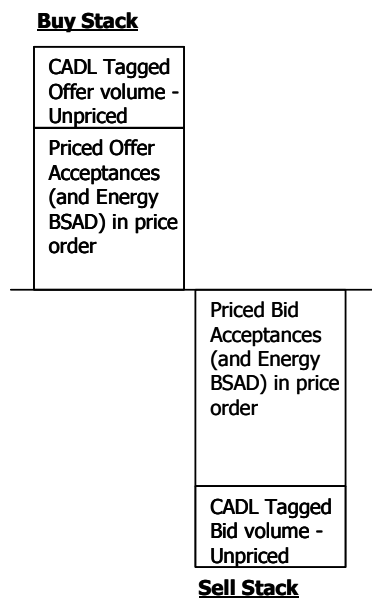 Buy Stack
CADL Tagged
Offer volume -
Unpriced
Priced Offer
Acceptances
(and Energy
BSAD) in price
order
Priced Bid
Acceptances
(and Energy
BSAD) in price
order
CADL Tagged
Bid volume -
Unpriced
Sell Stack